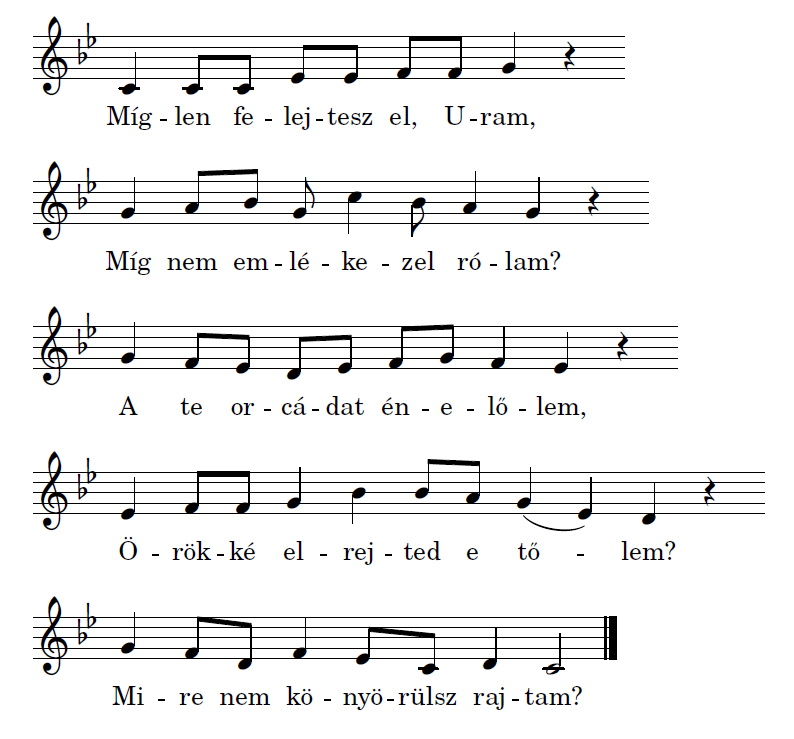 Míg - len fe - lej - tesz el, U - ram,
Míg nem em - lé - ke - zel ró - lam?
A te or - cá - dat én - e - lő - lem,
Ö - rök - ké el - rej - ted e tő - lem?
Mi - re nem kö - nyö - rülsz raj - tam?